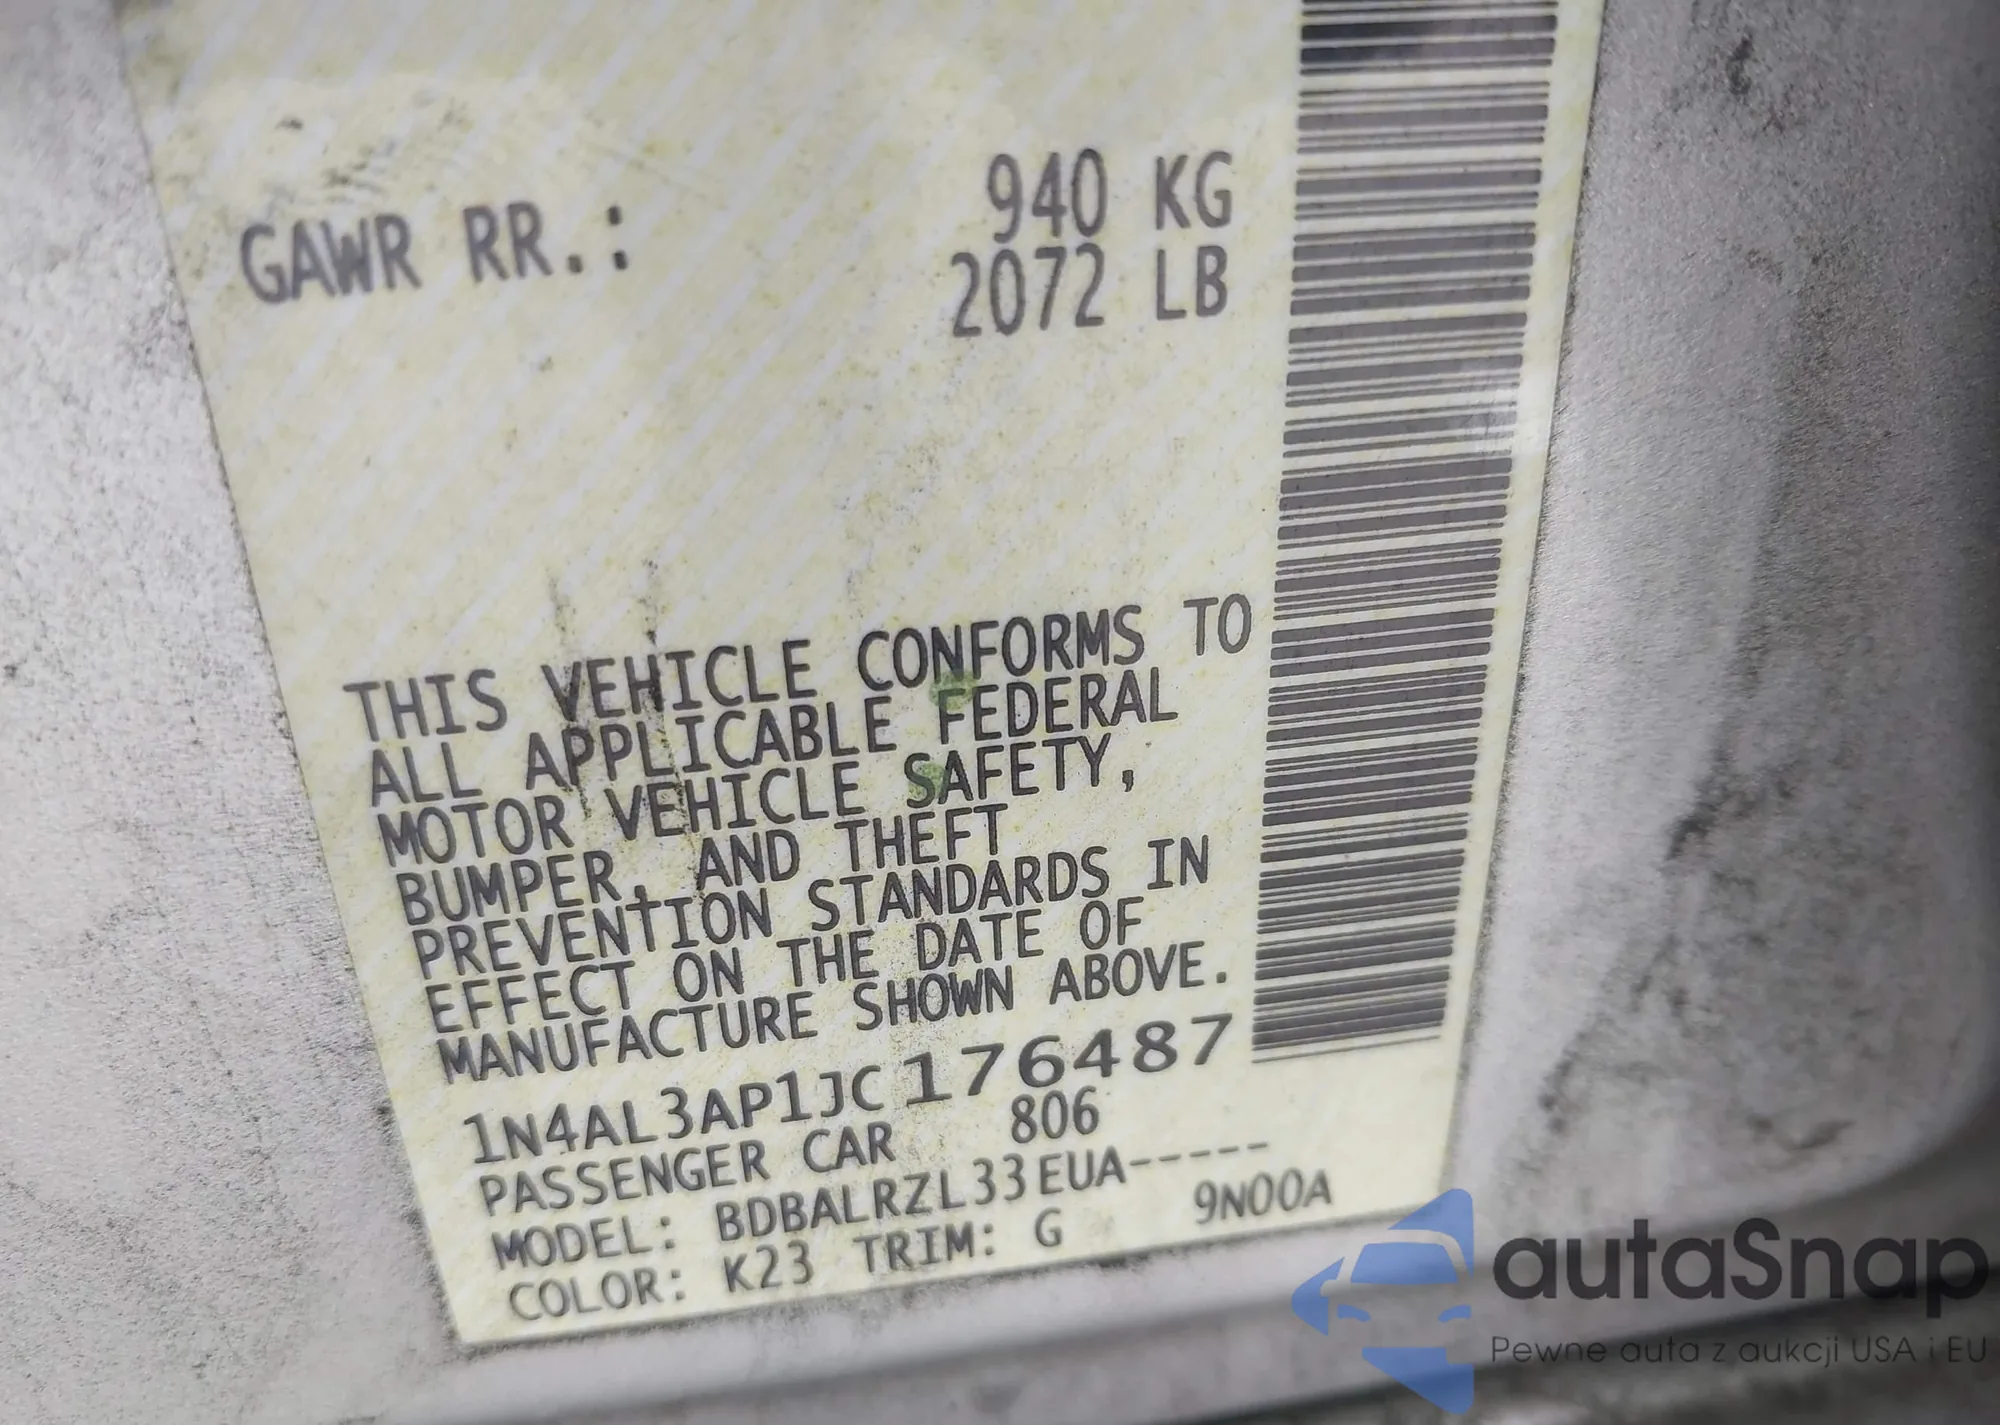 GAWR RR.: 940 KG
2072 LB
THIS VEHICLE CONFORMS TO
ALL APPLICABLE FEDERAL
MOTOR VEHICLE SAFETY,
BUMPER, AND THEFT
PREVENTION STANDARDS IN
EFFECT ON THE DATE OF
MANUFACTURE SHOWN ABOVE.
1N4AL3AP1JC176487
PASSENGER CAR 806
MODEL: BDBALRZL33EUA-----
COLOR: K23 TRIM: G 9N00A
autaSnap
Pewne auta z aukcji USA i EU